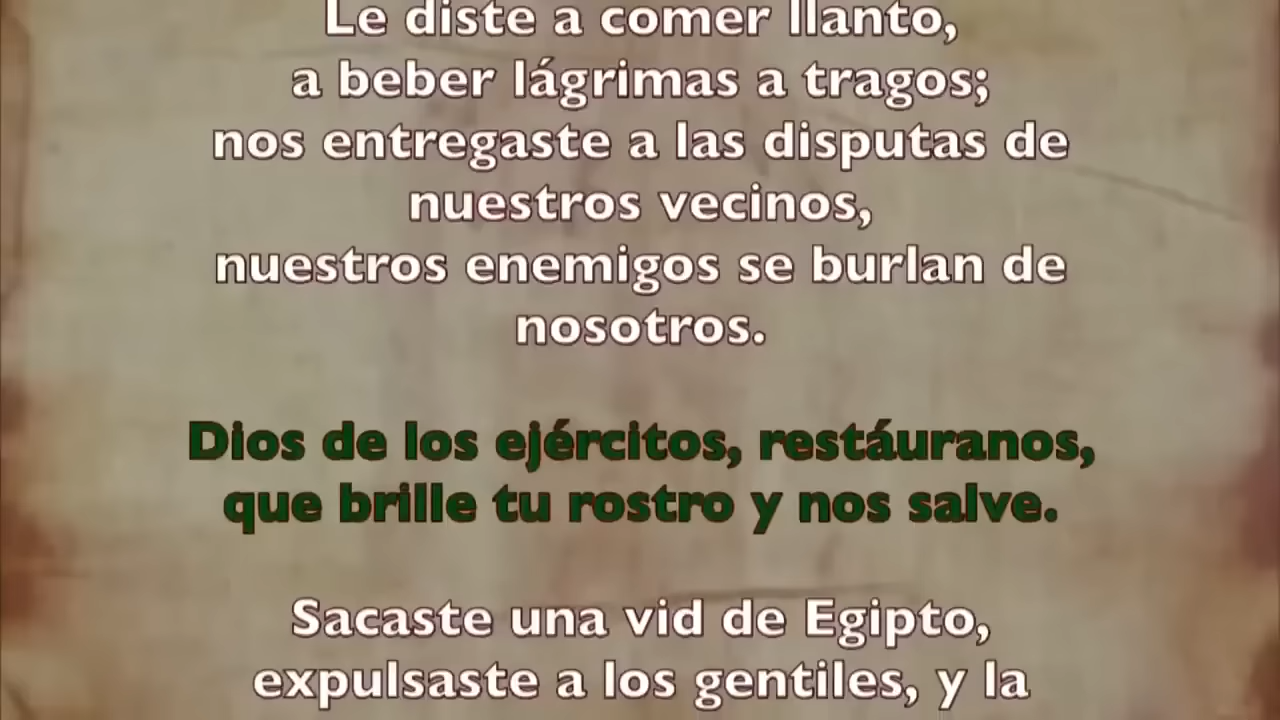 Le diste a comer llanto,
a beber lágrimas a tragos;
nos entregaste a las disputas de
nuestros vecinos,
nuestros enemigos se burlan de
nosotros.
Dios de los ejércitos, restáuranos,
que brille tu rostro y nos salve.
Sacaste una vid de Egipto,
expulsaste a los gentiles, y la